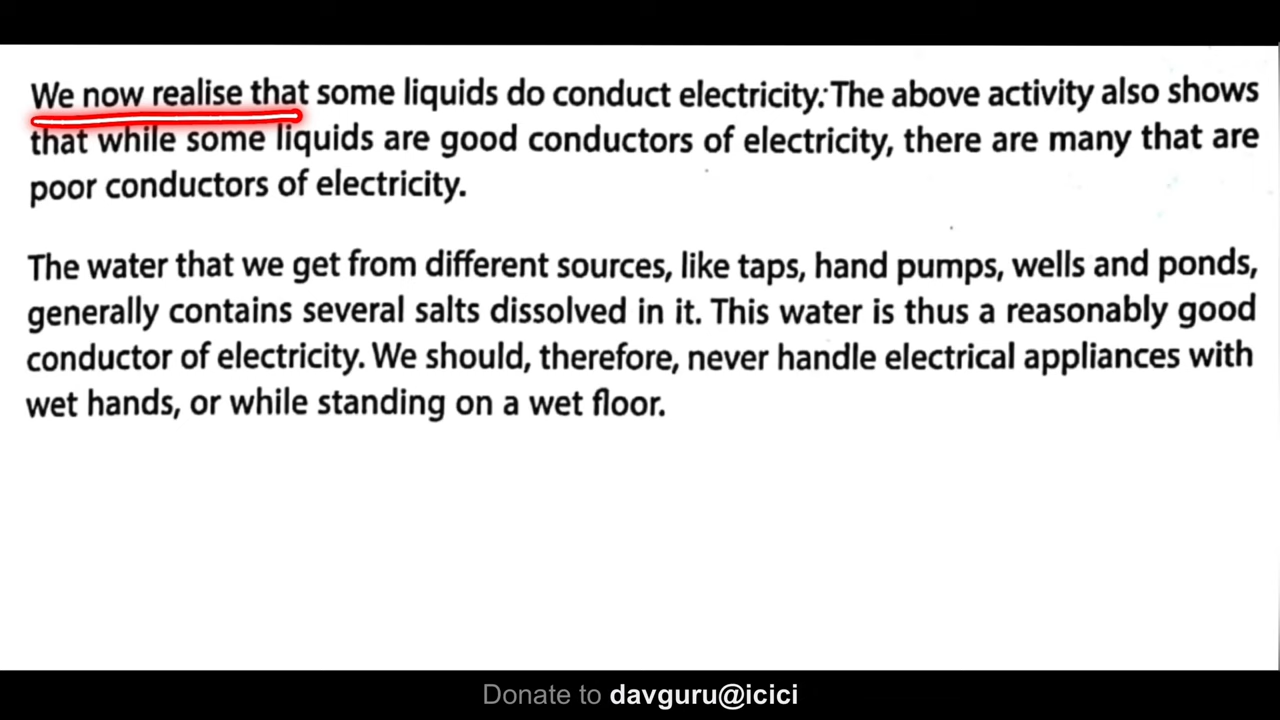 We now realise that some liquids do conduct electricity. The above activity also shows
that while some liquids are good conductors of electricity, there are many that are
poor conductors of electricity.
The water that we get from different sources, like taps, hand pumps, wells and ponds,
generally contains several salts dissolved in it. This water is thus a reasonably good
conductor of electricity. We should, therefore, never handle electrical appliances with
wet hands, or while standing on a wet floor.
Donate to davguru@icici